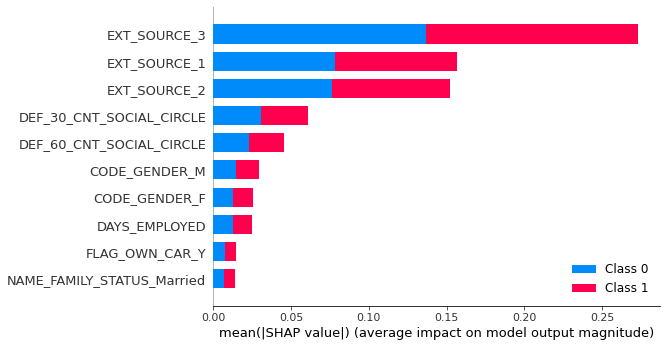 EXT_SOURCE_3
EXT_SOURCE_1
EXT_SOURCE_2
DEF_30_CNT_SOCIAL_CIRCLE
DEF_60_CNT_SOCIAL_CIRCLE
CODE_GENDER_M
CODE_GENDER_F
DAYS_EMPLOYED
FLAG_OWN_CAR_Y
NAME_FAMILY_STATUS_Married
Class 0
Class 1
0.00 0.05 0.10 0.15 0.20 0.25
mean(|SHAP value|) (average impact on model output magnitude)